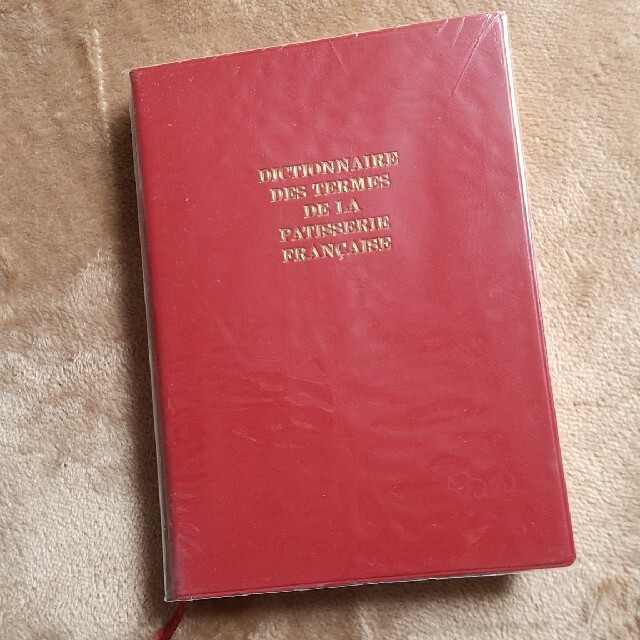 DICTIONNAIRE
DES TERMES
DE LA
PATISSERIE
FRANÇAISE